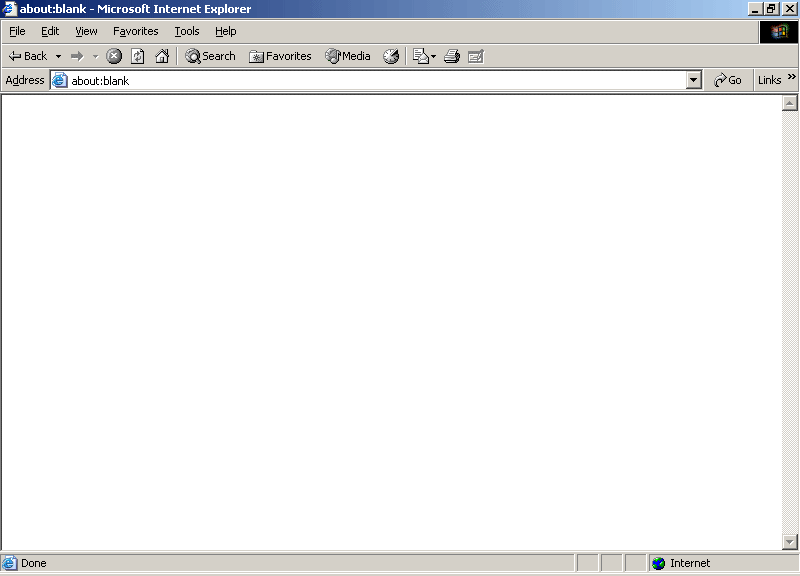 about:blank - Microsoft Internet Explorer
File Edit View Favorites Tools Help
Back Search Favorites Media
Address about:blank Go Links »
Done Internet